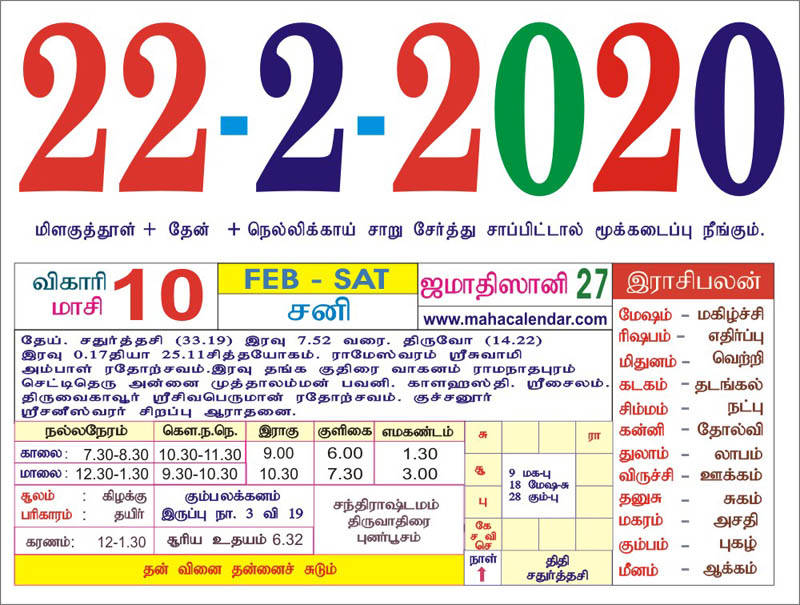 22-2-2020
மிளகுத்தூள் + தேன் + நெல்லிக்காய் சாறு சேர்த்து சாப்பிட்டால் மூக்கடைப்பு நீங்கும்.
விகாரி
மாசி 10
FEB - SAT
சனி
ஜமாதிஸானி 27
www.mahacalendar.com
தேய். சதுர்த்தசி (33.19) இரவு 7.52 வரை. திருவோ (14.22)
இரவு 0.17தியா 25.11சித்தயோகம். ராமேஸ்வரம் ஸ்ரீசுவாமி
அம்பாள் ரதோற்சவம்.இரவு தங்க குதிரை வாகனம் ராமநாதபுரம்
செட்டிதெரு அன்னை முத்தாலம்மன் பவனி. காளஹஸ்தி. ஸ்ரீசைலம்.
திருவைகாவூர் ஸ்ரீசிவபெருமான் ரதோற்சவம். குச்சனூர்
ஸ்ரீசனீஸ்வரர் சிறப்பு ஆராதனை.
நல்லநேரம் கௌ.ந.நெ. இராகு குளிகை எமகண்டம்
காலை: 7.30-8.30 10.30-11.30 9.00 6.00 1.30
மாலை: 12.30-1.30 9.30-10.30 10.30 7.30 3.00
சூலம் : கிழக்கு
பரிகாரம் : தயிர்
கும்பலக்கனம்
இருப்பு நா. 3 வி 19
சந்திராஷ்டமம்
திருவாதிரை
புனர்பூசம்
கரணம்: 12-1.30
சூரிய உதயம் 6.32
தன் வினை தன்னைச் சுடும்
சு ரா
சூ
பு
கே
ச வி
செ
9 மக-பு
18 மேஷ-சு
28 கும்-பு
நாள்
↑
திதி
சதுர்த்தசி
இராசிபலன்
மேஷம் - மகிழ்ச்சி
ரிஷபம் - எதிர்ப்பு
மிதுனம் - வெற்றி
கடகம் - தடங்கல்
சிம்மம் - நட்பு
கன்னி - தோல்வி
துலாம் - லாபம்
விருச்சி - ஊக்கம்
தனுசு - சுகம்
மகரம் - அசதி
கும்பம் - புகழ்
மீனம் - ஆக்கம்